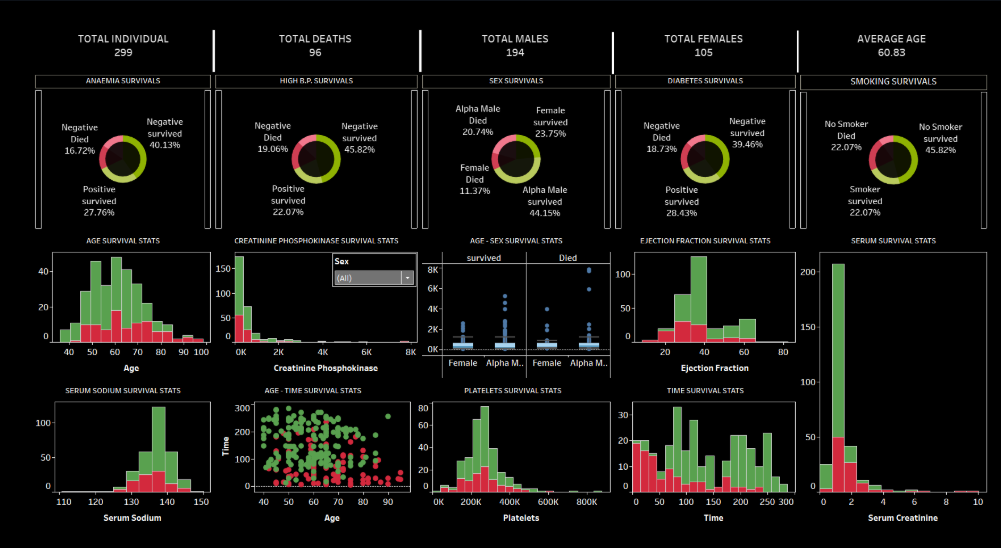 TOTAL INDIVIDUAL
299
TOTAL DEATHS
96
TOTAL MALES
194
TOTAL FEMALES
105
AVERAGE AGE
60.83
ANAEMIA SURVIVALS
Negative
Died
16.72%
Negative
survived
40.13%
Positive
survived
27.76%
HIGH B.P. SURVIVALS
Negative
Died
19.06%
Negative
survived
45.82%
Positive
survived
22.07%
SEX SURVIVALS
Alpha Male
Died
20.74%
Female
survived
23.75%
Female
Died
11.37%
Alpha Male
survived
44.15%
DIABETES SURVIVALS
Negative
Died
18.73%
Negative
survived
39.46%
Positive
survived
28.43%
SMOKING SURVIVALS
No Smoker
Died
22.07%
No Smoker
survived
45.82%
Smoker
survived
22.07%
AGE SURVIVAL STATS
40
20
0
40 50 60 70 80 90 100
Age
CREATININE PHOSPHOKINASE SURVIVAL STATS
Sex
(All)
150
100
50
0
0K 2K 4K 6K 8K
Creatinine Phosphokinase
AGE - SEX SURVIVAL STATS
survived Died
8K
6K
4K
2K
0K
Female Alpha M.. Female Alpha M..
EJECTION FRACTION SURVIVAL STATS
100
50
0
20 40 60 80
Ejection Fraction
SERUM SURVIVAL STATS
200
150
100
50
0
0 2 4 6 8 10
Serum Creatinine
SERUM SODIUM SURVIVAL STATS
100
50
0
110 120 130 140 150
Serum Sodium
AGE - TIME SURVIVAL STATS
Time
300
200
100
0
40 50 60 70 80 90
Age
PLATELETS SURVIVAL STATS
80
60
40
20
0
0K 200K 400K 600K 800K
Platelets
TIME SURVIVAL STATS
30
20
10
0
0 50 100 150 200 250 300
Time